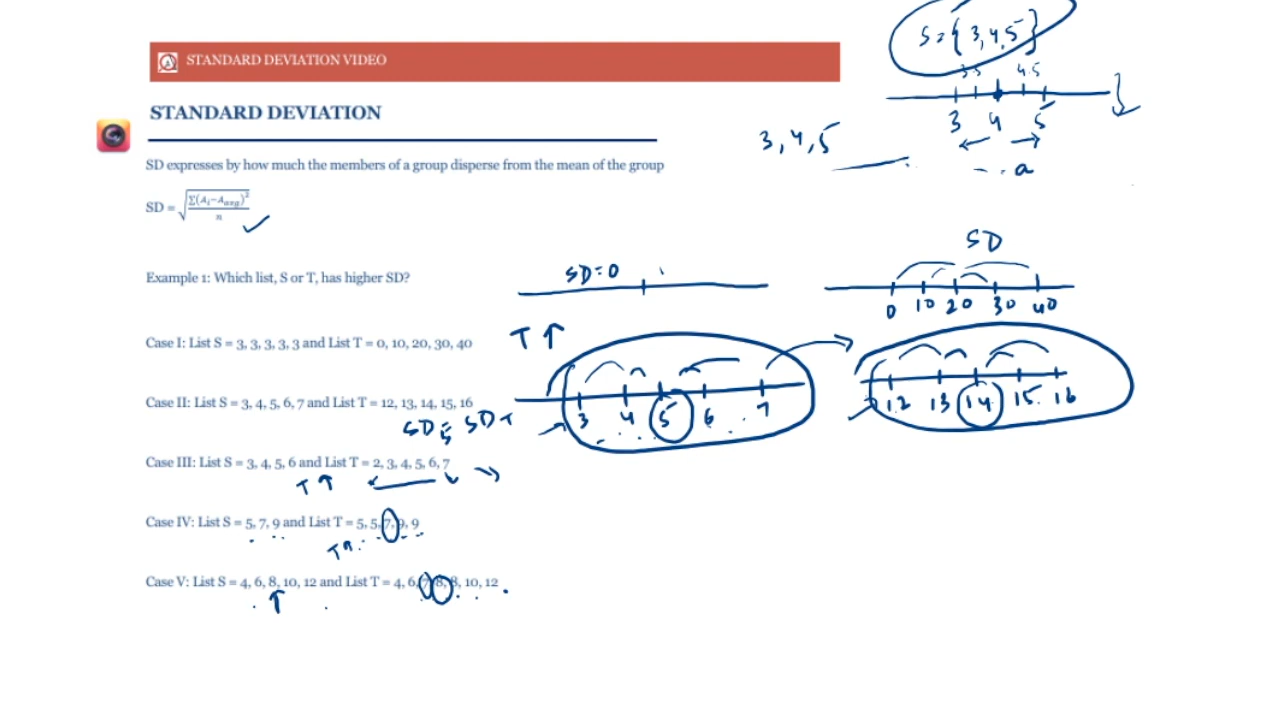 S={3,4,5}
STANDARD DEVIATION VIDEO
3.5 4.5
STANDARD DEVIATION
3 4 5
3, 4, 5
SD expresses by how much the members of a group disperse from the mean of the group
a
SD = √(Σ(Aᵢ−Aₐᵥg)²/n)
SD
Example 1: Which list, S or T, has higher SD?
SD=0
0 10 20 30 40
T ↑
Case I: List S = 3, 3, 3, 3, 3 and List T = 0, 10, 20, 30, 40
Case II: List S = 3, 4, 5, 6, 7 and List T = 12, 13, 14, 15, 16
3 4 5 6 7
12 13 14 15 16
SD S = SD T
Case III: List S = 3, 4, 5, 6 and List T = 2, 3, 4, 5, 6, 7
T ↑
Case IV: List S = 5, 7, 9 and List T = 5, 5, 7, 9, 9
T↑
Case V: List S = 4, 6, 8, 10, 12 and List T = 4, 6, 7, 8, 8, 10, 12
↑